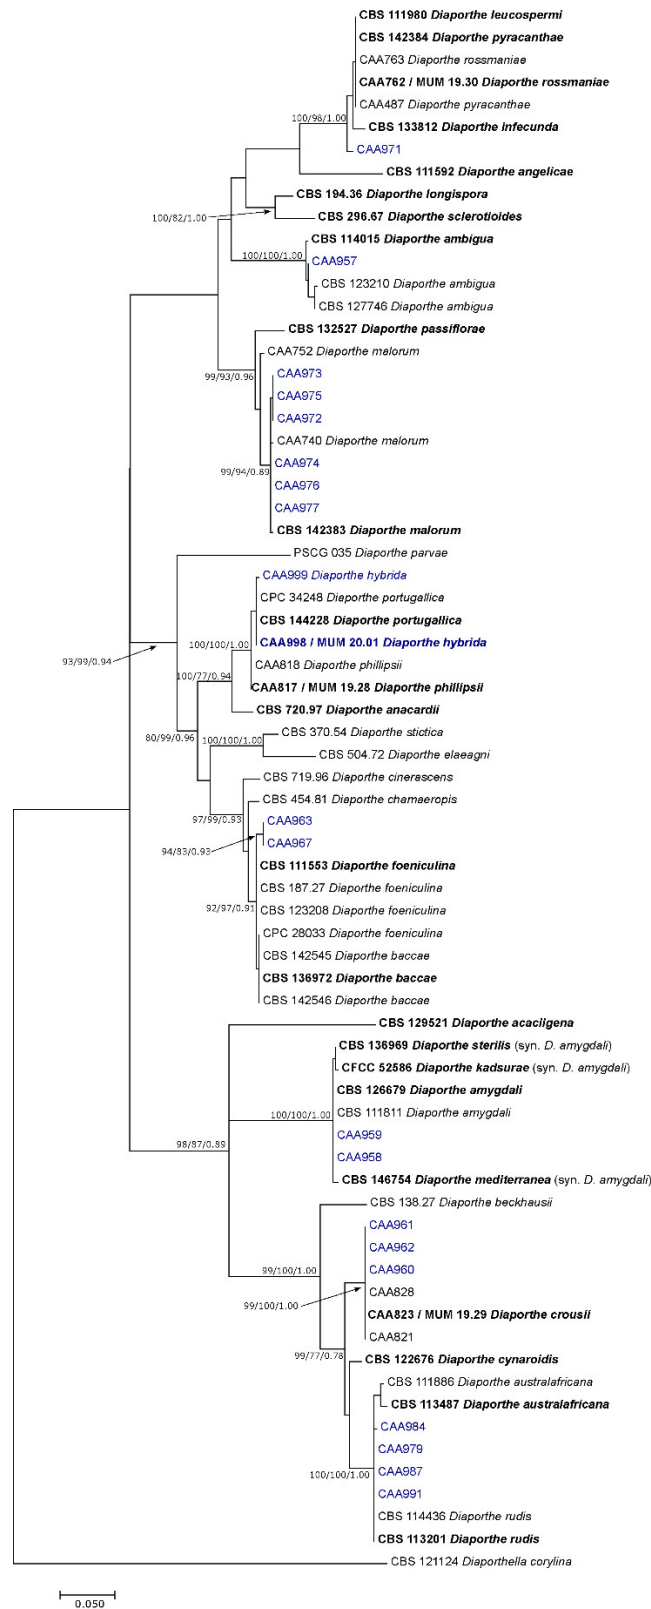 CBS 111980 Diaporthe leucospermi
CBS 142384 Diaporthe pyracanthae
CAA763 Diaporthe rossmaniae
CAA762 / MUM 19.30 Diaporthe rossmaniae
CAA487 Diaporthe pyracanthae
100/98/1.00
CBS 133812 Diaporthe infecunda
CAA971
CBS 111592 Diaporthe angelicae
CBS 194.36 Diaporthe longispora
100/82/1.00
CBS 296.67 Diaporthe sclerotioides
CBS 114015 Diaporthe ambigua
100/100/1.00
CAA957
CBS 123210 Diaporthe ambigua
CBS 127746 Diaporthe ambigua
CBS 132527 Diaporthe passiflorae
CAA752 Diaporthe malorum
99/93/0.96
CAA973
CAA975
CAA972
CAA740 Diaporthe malorum
CAA974
99/94/0.89
CAA976
CAA977
CBS 142383 Diaporthe malorum
PSCG 035 Diaporthe parvae
CAA999 Diaporthe hybrida
CPC 34248 Diaporthe portugallica
CBS 144228 Diaporthe portugallica
100/100/1.00
CAA998 / MUM 20.01 Diaporthe hybrida
93/99/0.94
CAA818 Diaporthe phillipsii
100/77/0.94
CAA817 / MUM 19.28 Diaporthe phillipsii
CBS 720.97 Diaporthe anacardii
80/99/0.96
CBS 370.54 Diaporthe stictica
100/100/1.00
CBS 504.72 Diaporthe elaeagni
CBS 719.96 Diaporthe cinerascens
CBS 454.81 Diaporthe chamaeropis
97/99/0.93
CAA963
CAA967
94/83/0.93
CBS 111553 Diaporthe foeniculina
CBS 187.27 Diaporthe foeniculina
92/97/0.91
CBS 123208 Diaporthe foeniculina
CPC 28033 Diaporthe foeniculina
CBS 142545 Diaporthe baccae
CBS 136972 Diaporthe baccae
CBS 142546 Diaporthe baccae
CBS 129521 Diaporthe acaciigena
CBS 136969 Diaporthe sterilis (syn. D. amygdali)
CFCC 52586 Diaporthe kadsurae (syn. D. amygdali)
CBS 126679 Diaporthe amygdali
100/100/1.00
CBS 111811 Diaporthe amygdali
CAA959
98/87/0.89
CAA958
CBS 146754 Diaporthe mediterranea (syn. D. amygdali)
CBS 138.27 Diaporthe beckhausii
CAA961
CAA962
99/100/1.00
CAA960
CAA828
99/100/1.00
CAA823 / MUM 19.29 Diaporthe crousii
CAA821
99/77/0.78
CBS 122676 Diaporthe cynaroidis
CBS 111886 Diaporthe australafricana
CBS 113487 Diaporthe australafricana
CAA984
CAA979
CAA987
100/100/1.00
CAA991
CBS 114436 Diaporthe rudis
CBS 113201 Diaporthe rudis
CBS 121124 Diaporthella corylina
0.050